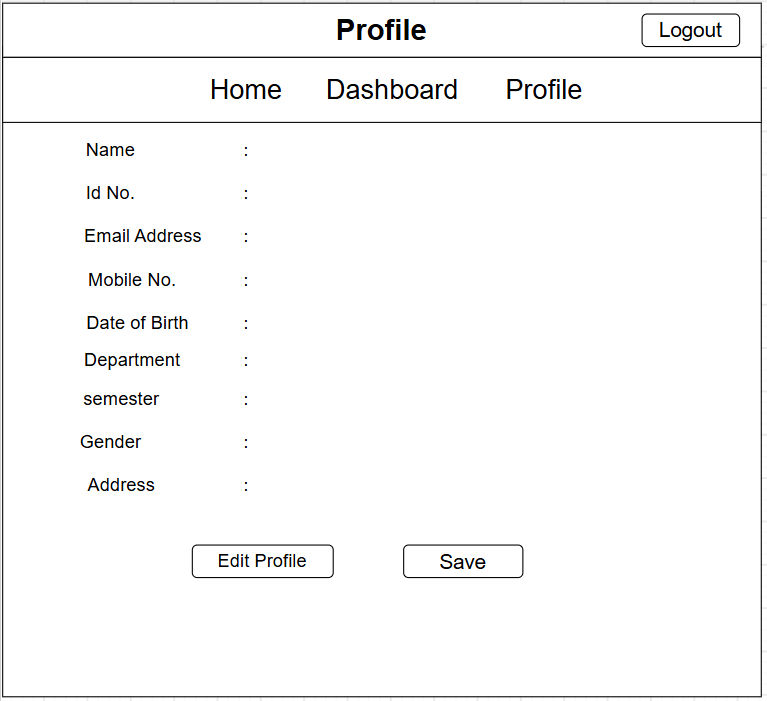 Profile Logout
Home Dashboard Profile
Name :
Id No. :
Email Address :
Mobile No. :
Date of Birth :
Department :
semester :
Gender :
Address :
Edit Profile Save